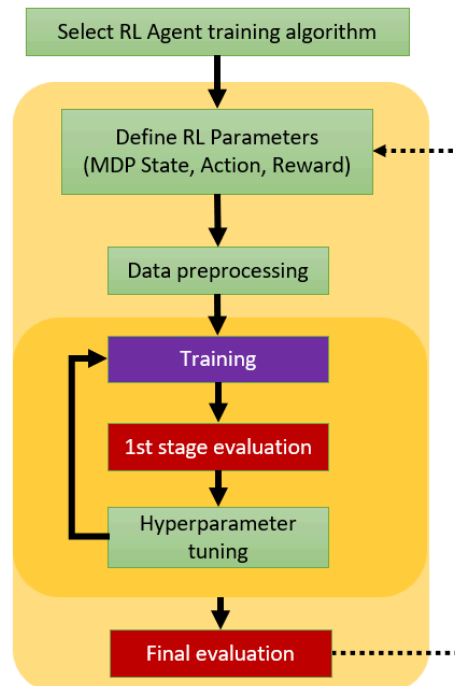 Select RL Agent training algorithm
Define RL Parameters
(MDP State, Action, Reward)
Data preprocessing
Training
1st stage evaluation
Hyperparameter
tuning
Final evaluation